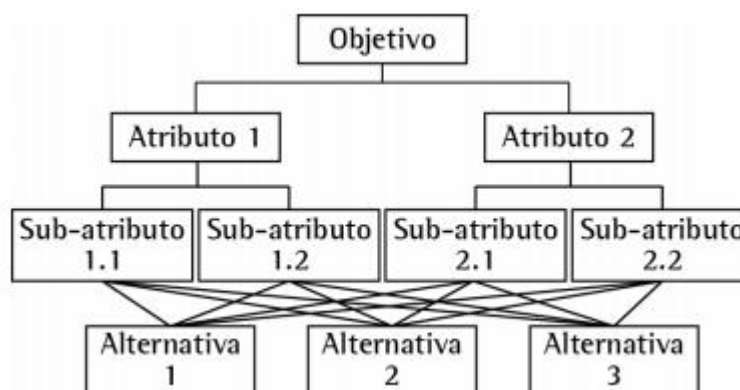 Objetivo
Atributo 1
Atributo 2
Sub-atributo
1.1
Sub-atributo
1.2
Sub-atributo
2.1
Sub-atributo
2.2
Alternativa
1
Alternativa
2
Alternativa
3